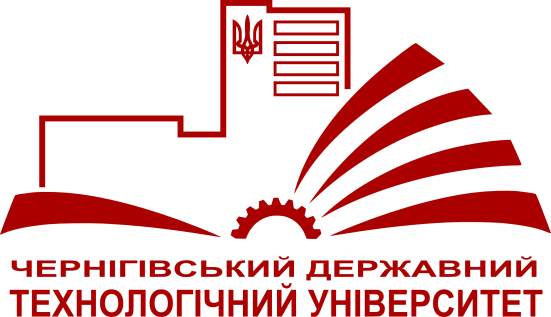 ЧЕРНІГІВСЬКИЙ ДЕРЖАВНИЙ
ТЕХНОЛОГІЧНИЙ УНІВЕРСИТЕТ